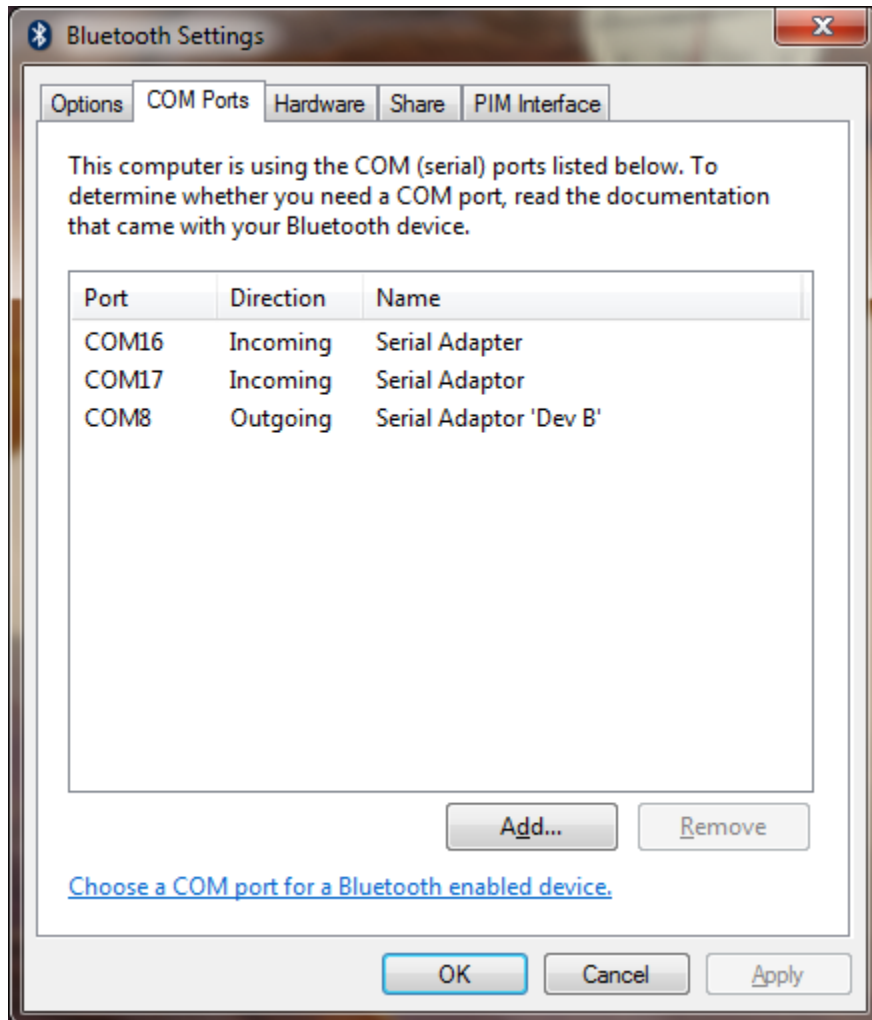 Bluetooth Settings
Options COM Ports Hardware Share PIM Interface
This computer is using the COM (serial) ports listed below. To
determine whether you need a COM port, read the documentation
that came with your Bluetooth device.
Port Direction Name
COM16 Incoming Serial Adapter
COM17 Incoming Serial Adaptor
COM8 Outgoing Serial Adaptor 'Dev B'
Add... Remove
Choose a COM port for a Bluetooth enabled device.
OK Cancel Apply